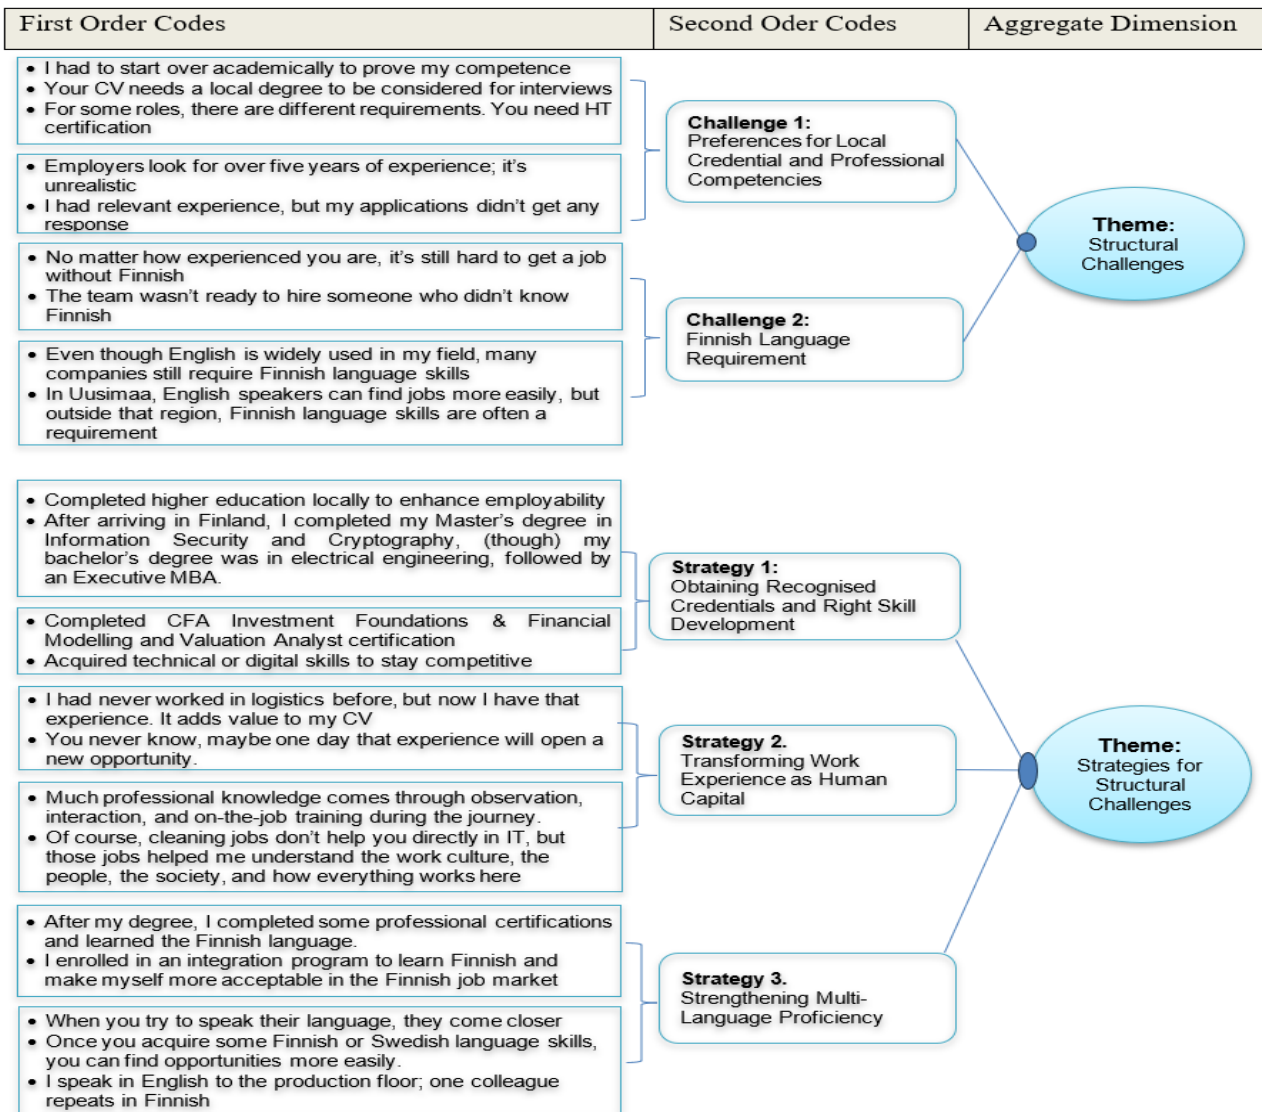 First Order Codes
Second Oder Codes
Aggregate Dimension
• I had to start over academically to prove my competence
• Your CV needs a local degree to be considered for interviews
• For some roles, there are different requirements. You need HT
certification
• Employers look for over five years of experience; it's
unrealistic
• I had relevant experience, but my applications didn't get any
response
Challenge 1:
Preferences for Local
Credential and Professional
Competencies
• No matter how experienced you are, it's still hard to get a job
without Finnish
• The team wasn't ready to hire someone who didn't know
Finnish
• Even though English is widely used in my field, many
companies still require Finnish language skills
• In Uusimaa, English speakers can find jobs more easily, but
outside that region, Finnish language skills are often a
requirement
Challenge 2:
Finnish Language
Requirement
Theme:
Structural
Challenges
• Completed higher education locally to enhance employability
• After arriving in Finland, I completed my Master's degree in
Information Security and Cryptography, (though) my
bachelor's degree was in electrical engineering, followed by
an Executive MBA.
• Completed CFA Investment Foundations & Financial
Modelling and Valuation Analyst certification
• Acquired technical or digital skills to stay competitive
Strategy 1:
Obtaining Recognised
Credentials and Right Skill
Development
• I had never worked in logistics before, but now I have that
experience. It adds value to my CV
• You never know, maybe one day that experience will open a
new opportunity.
• Much professional knowledge comes through observation,
interaction, and on-the-job training during the journey.
• Of course, cleaning jobs don't help you directly in IT, but
those jobs helped me understand the work culture, the
people, the society, and how everything works here
Strategy 2.
Transforming Work
Experience as Human
Capital
• After my degree, I completed some professional certifications
and learned the Finnish language.
• I enrolled in an integration program to learn Finnish and
make myself more acceptable in the Finnish job market
• When you try to speak their language, they come closer
• Once you acquire some Finnish or Swedish language skills,
you can find opportunities more easily.
• I speak in English to the production floor; one colleague
repeats in Finnish
Strategy 3.
Strengthening Multi-
Language Proficiency
Theme:
Strategies for
Structural
Challenges